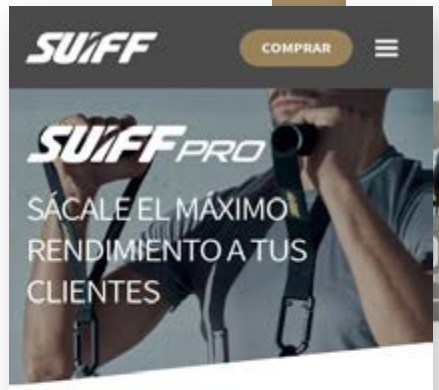 SUIFF
COMPRAR
SUIFF PRO
SÁCALE EL MÁXIMO
RENDIMIENTO A TUS
CLIENTES